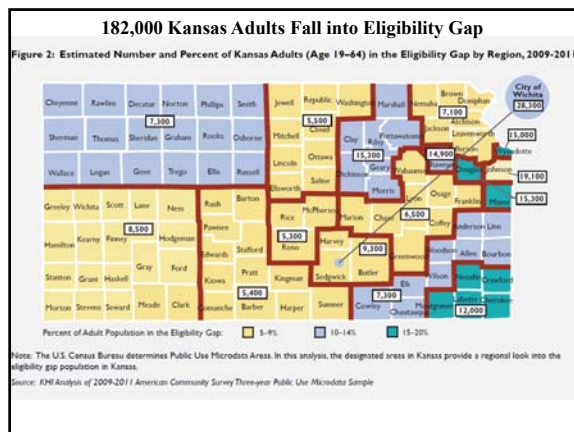 182,000 Kansas Adults Fall into Eligibility Gap
Figure 2: Estimated Number and Percent of Kansas Adults (Age 19–64) in the Eligibility Gap by Region, 2009-2011
City of
Wichita
28,300
Cheyenne Rawlins Decatur Norton Phillips Smith
7,300
Sherman Thomas Sheridan Graham Rooks Osborne
Wallace Logan Gove Trego Ellis Russell
Jewell Republic Washington
5,500
Mitchell Cloud
Lincoln Ottawa
Ellsworth Saline
Marshall
Clay Riley Pottawatomie
15,300
Dickinson Geary
Morris
Nemaha Brown Doniphan
7,100
Atchison
Jackson Leavenworth
Jefferson
15,000
Wyandotte
14,900
Shawnee
Douglas Johnson
19,100
15,300
Miami
Wabaunsee
Lyon Osage Franklin
6,500
Chase Coffey
Greenwood
Marion
Greeley Wichita Scott Lane Ness
8,500
Hamilton Kearny Finney Hodgeman
Stanton Grant Haskell Gray Ford
Morton Stevens Seward Meade Clark
Rush Barton
Pawnee
Edwards Stafford
Kiowa Pratt Kingman
5,400
Comanche Barber Harper Sumner
Rice McPherson
5,300
Reno
Harvey
9,300
Sedgwick Butler
Anderson Linn
Woodson Allen Bourbon
Elk Wilson
7,300
Cowley Chautauqua
Neosho Crawford
Montgomery Labette Cherokee
12,000
Percent of Adult Population in the Eligibility Gap: 5–9% 10–14% 15–20%
Note: The U.S. Census Bureau determines Public Use Microdata Areas. In this analysis, the designated areas in Kansas provide a regional look into the
eligibility gap population in Kansas.
Source: KHI Analysis of 2009-2011 American Community Survey Three-year Public Use Microdata Sample